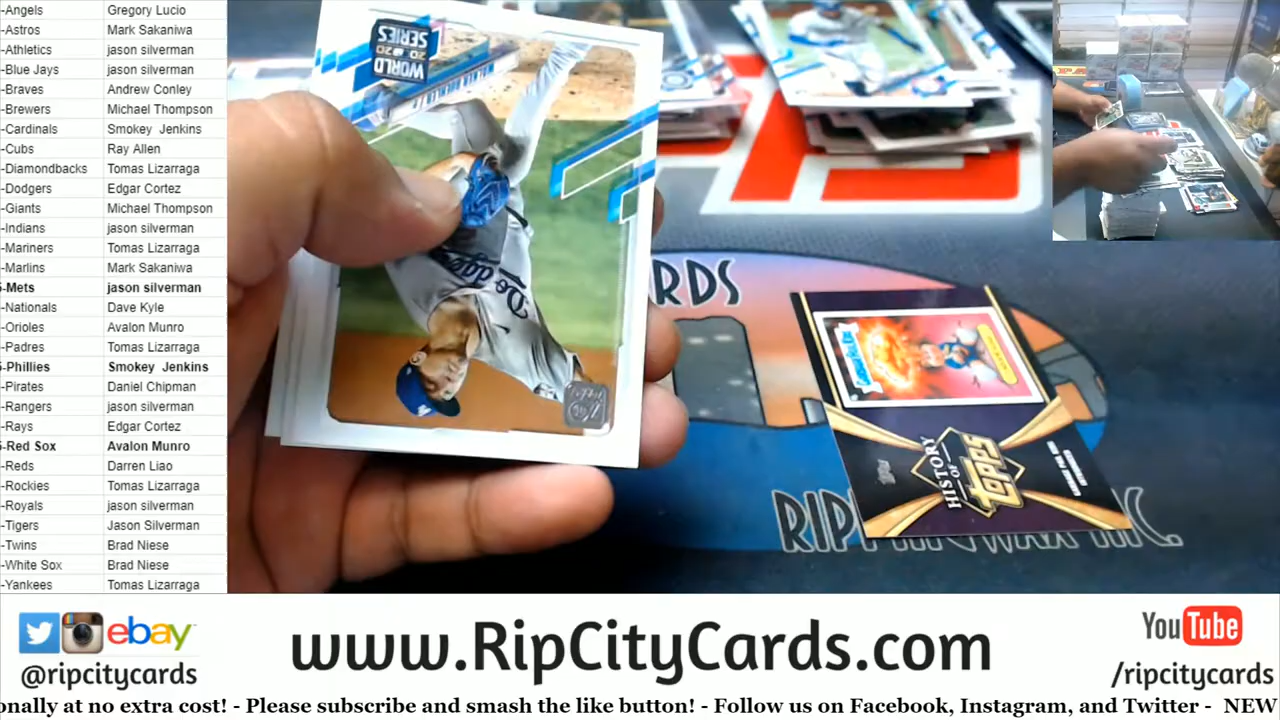 -Angels Gregory Lucio
-Astros Mark Sakaniwa
-Athletics jason silverman
-Blue Jays jason silverman
-Braves Andrew Conley
-Brewers Michael Thompson
-Cardinals Smokey Jenkins
-Cubs Ray Allen
-Diamondbacks Tomas Lizarraga
-Dodgers Edgar Cortez
-Giants Michael Thompson
-Indians jason silverman
-Mariners Tomas Lizarraga
-Marlins Mark Sakaniwa
-Mets jason silverman
-Nationals Dave Kyle
-Orioles Avalon Munro
-Padres Tomas Lizarraga
-Phillies Smokey Jenkins
-Pirates Daniel Chipman
-Rangers jason silverman
-Rays Edgar Cortez
-Red Sox Avalon Munro
-Reds Darren Liao
-Rockies Tomas Lizarraga
-Royals jason silverman
-Tigers Jason Silverman
-Twins Brad Niese
-White Sox Brad Niese
-Yankees Tomas Lizarraga
WORLD
SERIES
2020
Dodgers
RDS
topps
HISTORY
OF
topps
RIP
INC
ebay
@ripcitycards
www.RipCityCards.com
YouTube
/ripcitycards
onally at no extra cost! - Please subscribe and smash the like button! - Follow us on Facebook, Instagram, and Twitter - NEW